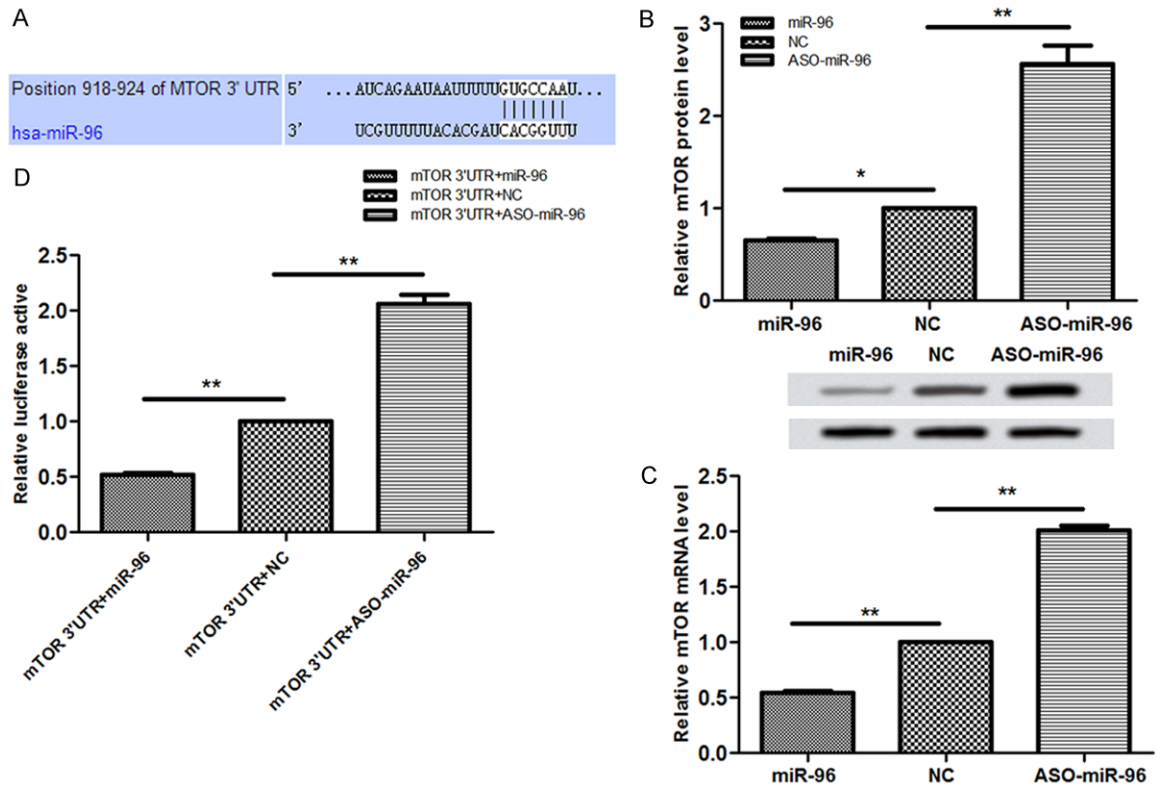 A
Position 918-924 of MTOR 3' UTR 5' ...AUCAGAAUAAUUUUUGUGCCAAU...
hsa-miR-96 3' UCGUUUUUACACGAUCACGGUUU
B
miR-96
NC
ASO-miR-96
**
*
Relative mTOR protein level
3
2
1
0
miR-96 NC ASO-miR-96
miR-96 NC ASO-miR-96
C
**
**
Relative mTOR mRNA level
2.5
2.0
1.5
1.0
0.5
0.0
miR-96 NC ASO-miR-96
D
mTOR 3'UTR+miR-96
mTOR 3'UTR+NC
mTOR 3'UTR+ASO-miR-96
**
**
Relative luciferase active
2.5
2.0
1.5
1.0
0.5
0.0
mTOR 3'UTR+miR-96
mTOR 3'UTR+NC
mTOR 3'UTR+ASO-miR-96